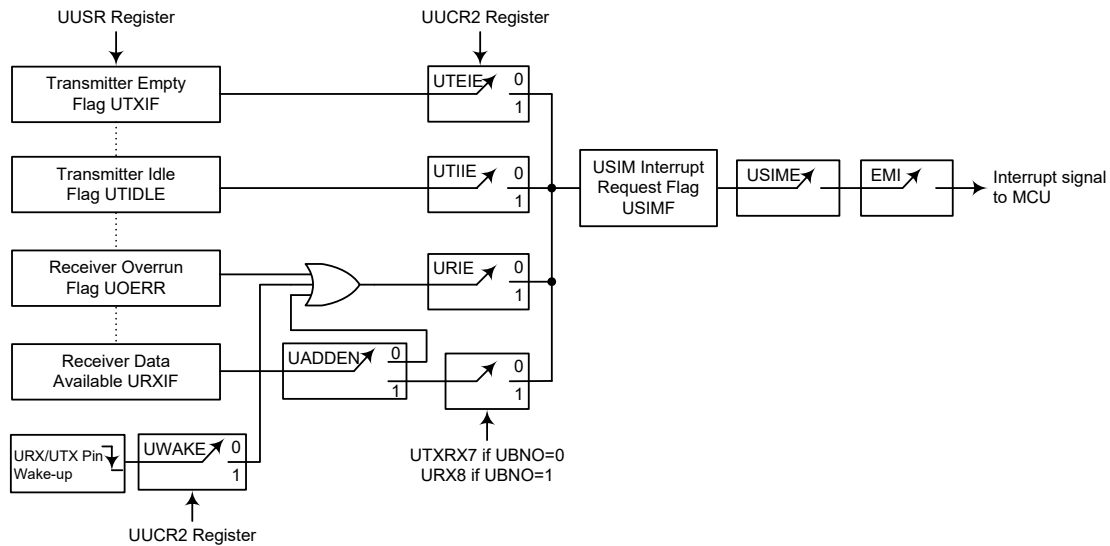 UUSR Register
UUCR2 Register
Transmitter Empty
Flag UTXIF
UTEIE
0
1
Transmitter Idle
Flag UTIDLE
UTIIE
0
1
USIM Interrupt
Request Flag
USIMF
USIME
EMI
Interrupt signal
to MCU
Receiver Overrun
Flag UOERR
URIE
0
1
Receiver Data
Available URXIF
UADDEN
0
1
0
1
UTXRX7 if UBNO=0
URX8 if UBNO=1
URX/UTX Pin
Wake-up
UWAKE
0
1
UUCR2 Register